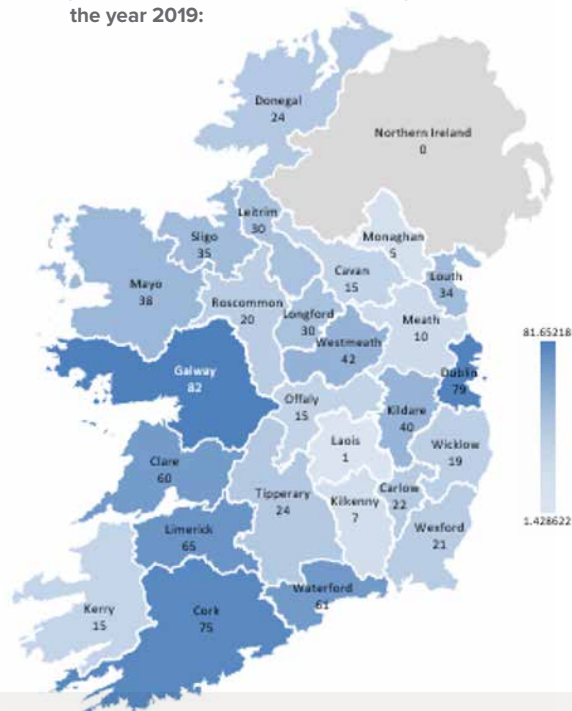 the year 2019:
Donegal
24
Northern Ireland
0
Leitrim
30
Monaghan
5
Sligo
35
Cavan
15
Louth
34
Mayo
38
Roscommon
20
Longford
30
Meath
10
Westmeath
42
81.65218
Galway
82
Dublin
79
Offaly
15
Kildare
40
Laois
1
Wicklow
19
Clare
60
Carlow
22
Tipperary
24
Kilkenny
7
1.428622
Wexford
21
Limerick
65
Waterford
61
Kerry
15
Cork
75